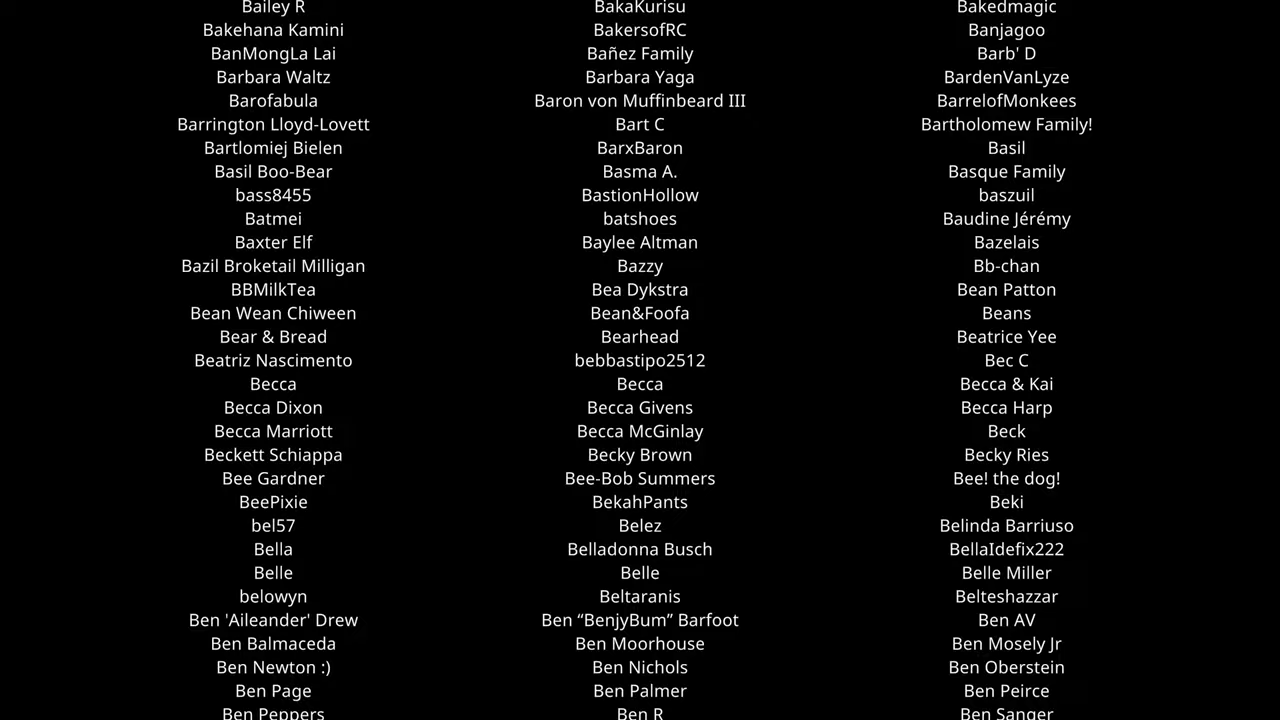 Bailey R BakaKurisu Bakedmagic
Bakehana Kamini BakersofRC Banjagoo
BanMongLa Lai Bañez Family Barb' D
Barbara Waltz Barbara Yaga BardenVanLyze
Barofabula Baron von Muffinbeard III BarrelofMonkees
Barrington Lloyd-Lovett Bart C Bartholomew Family!
Bartlomiej Bielen BarxBaron Basil
Basil Boo-Bear Basma A. Basque Family
bass8455 BastionHollow baszuil
Batmei batshoes Baudine Jérémy
Baxter Elf Baylee Altman Bazelais
Bazil Broketail Milligan Bazzy Bb-chan
BBMilkTea Bea Dykstra Bean Patton
Bean Wean Chiween Bean&Foofa Beans
Bear & Bread Bearhead Beatrice Yee
Beatriz Nascimento bebbastipo2512 Bec C
Becca Becca Becca & Kai
Becca Dixon Becca Givens Becca Harp
Becca Marriott Becca McGinlay Beck
Beckett Schiappa Becky Brown Becky Ries
Bee Gardner Bee-Bob Summers Bee! the dog!
BeePixie BekahPants Beki
bel57 Belez Belinda Barriuso
Bella Belladonna Busch BellaIdefix222
Belle Belle Belle Miller
belowyn Beltaranis Belteshazzar
Ben 'Aileander' Drew Ben “BenjyBum” Barfoot Ben AV
Ben Balmaceda Ben Moorhouse Ben Mosely Jr
Ben Newton :) Ben Nichols Ben Oberstein
Ben Page Ben Palmer Ben Peirce
Ben Peppers Ben R Ben Sanger